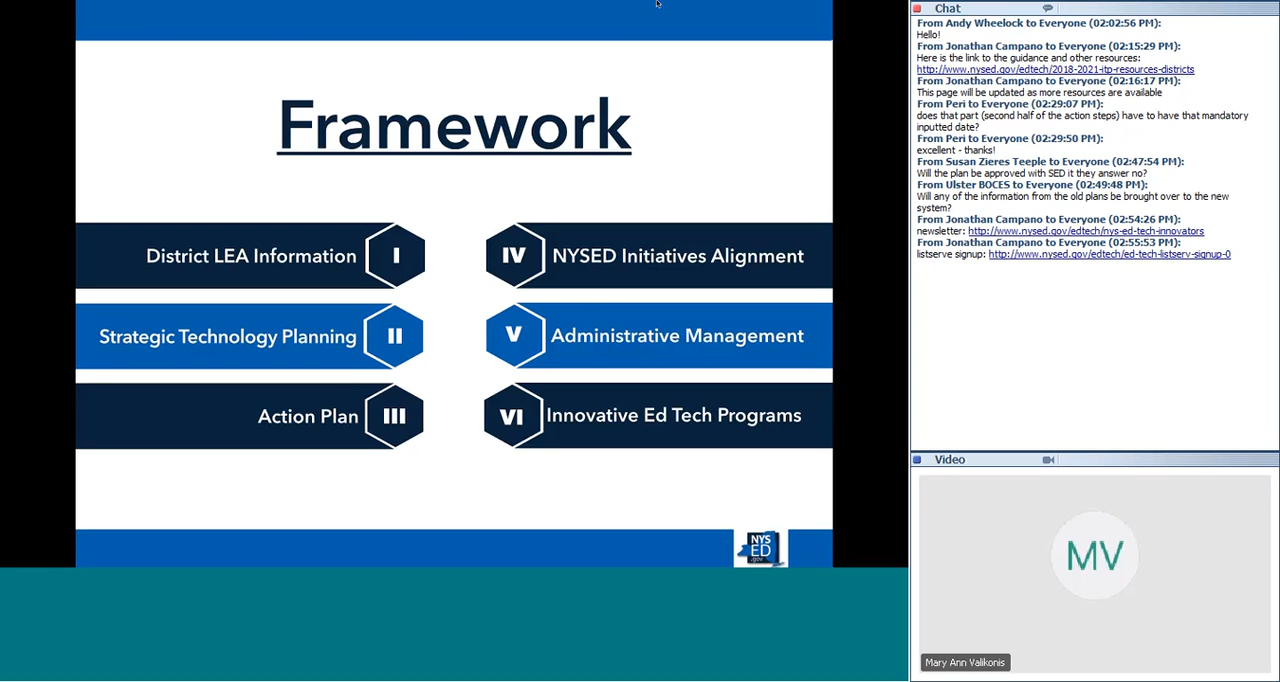 Framework
District LEA Information I
Strategic Technology Planning II
Action Plan III
IV NYSED Initiatives Alignment
V Administrative Management
VI Innovative Ed Tech Programs
NYS
ED
.gov
Chat
From Andy Wheelock to Everyone (02:02:56 PM):
Hello!
From Jonathan Campano to Everyone (02:15:29 PM):
Here is the link to the guidance and other resources:
http://www.nysed.gov/edtech/2018-2021-itp-resources-districts
From Jonathan Campano to Everyone (02:16:17 PM):
This page will be updated as more resources are available
From Peri to Everyone (02:29:07 PM):
does that part (second half of the action steps) have to have that mandatory
inputted date?
From Peri to Everyone (02:29:50 PM):
excellent - thanks!
From Susan Zieres Teeple to Everyone (02:47:54 PM):
Will the plan be approved with SED it they answer no?
From Ulster BOCES to Everyone (02:49:48 PM):
Will any of the information from the old plans be brought over to the new
system?
From Jonathan Campano to Everyone (02:54:26 PM):
newsletter: http://www.nysed.gov/edtech/nys-ed-tech-innovators
From Jonathan Campano to Everyone (02:55:53 PM):
listserve signup: http://www.nysed.gov/edtech/ed-tech-listserv-signup-0
Video
MV
Mary Ann Valikonis